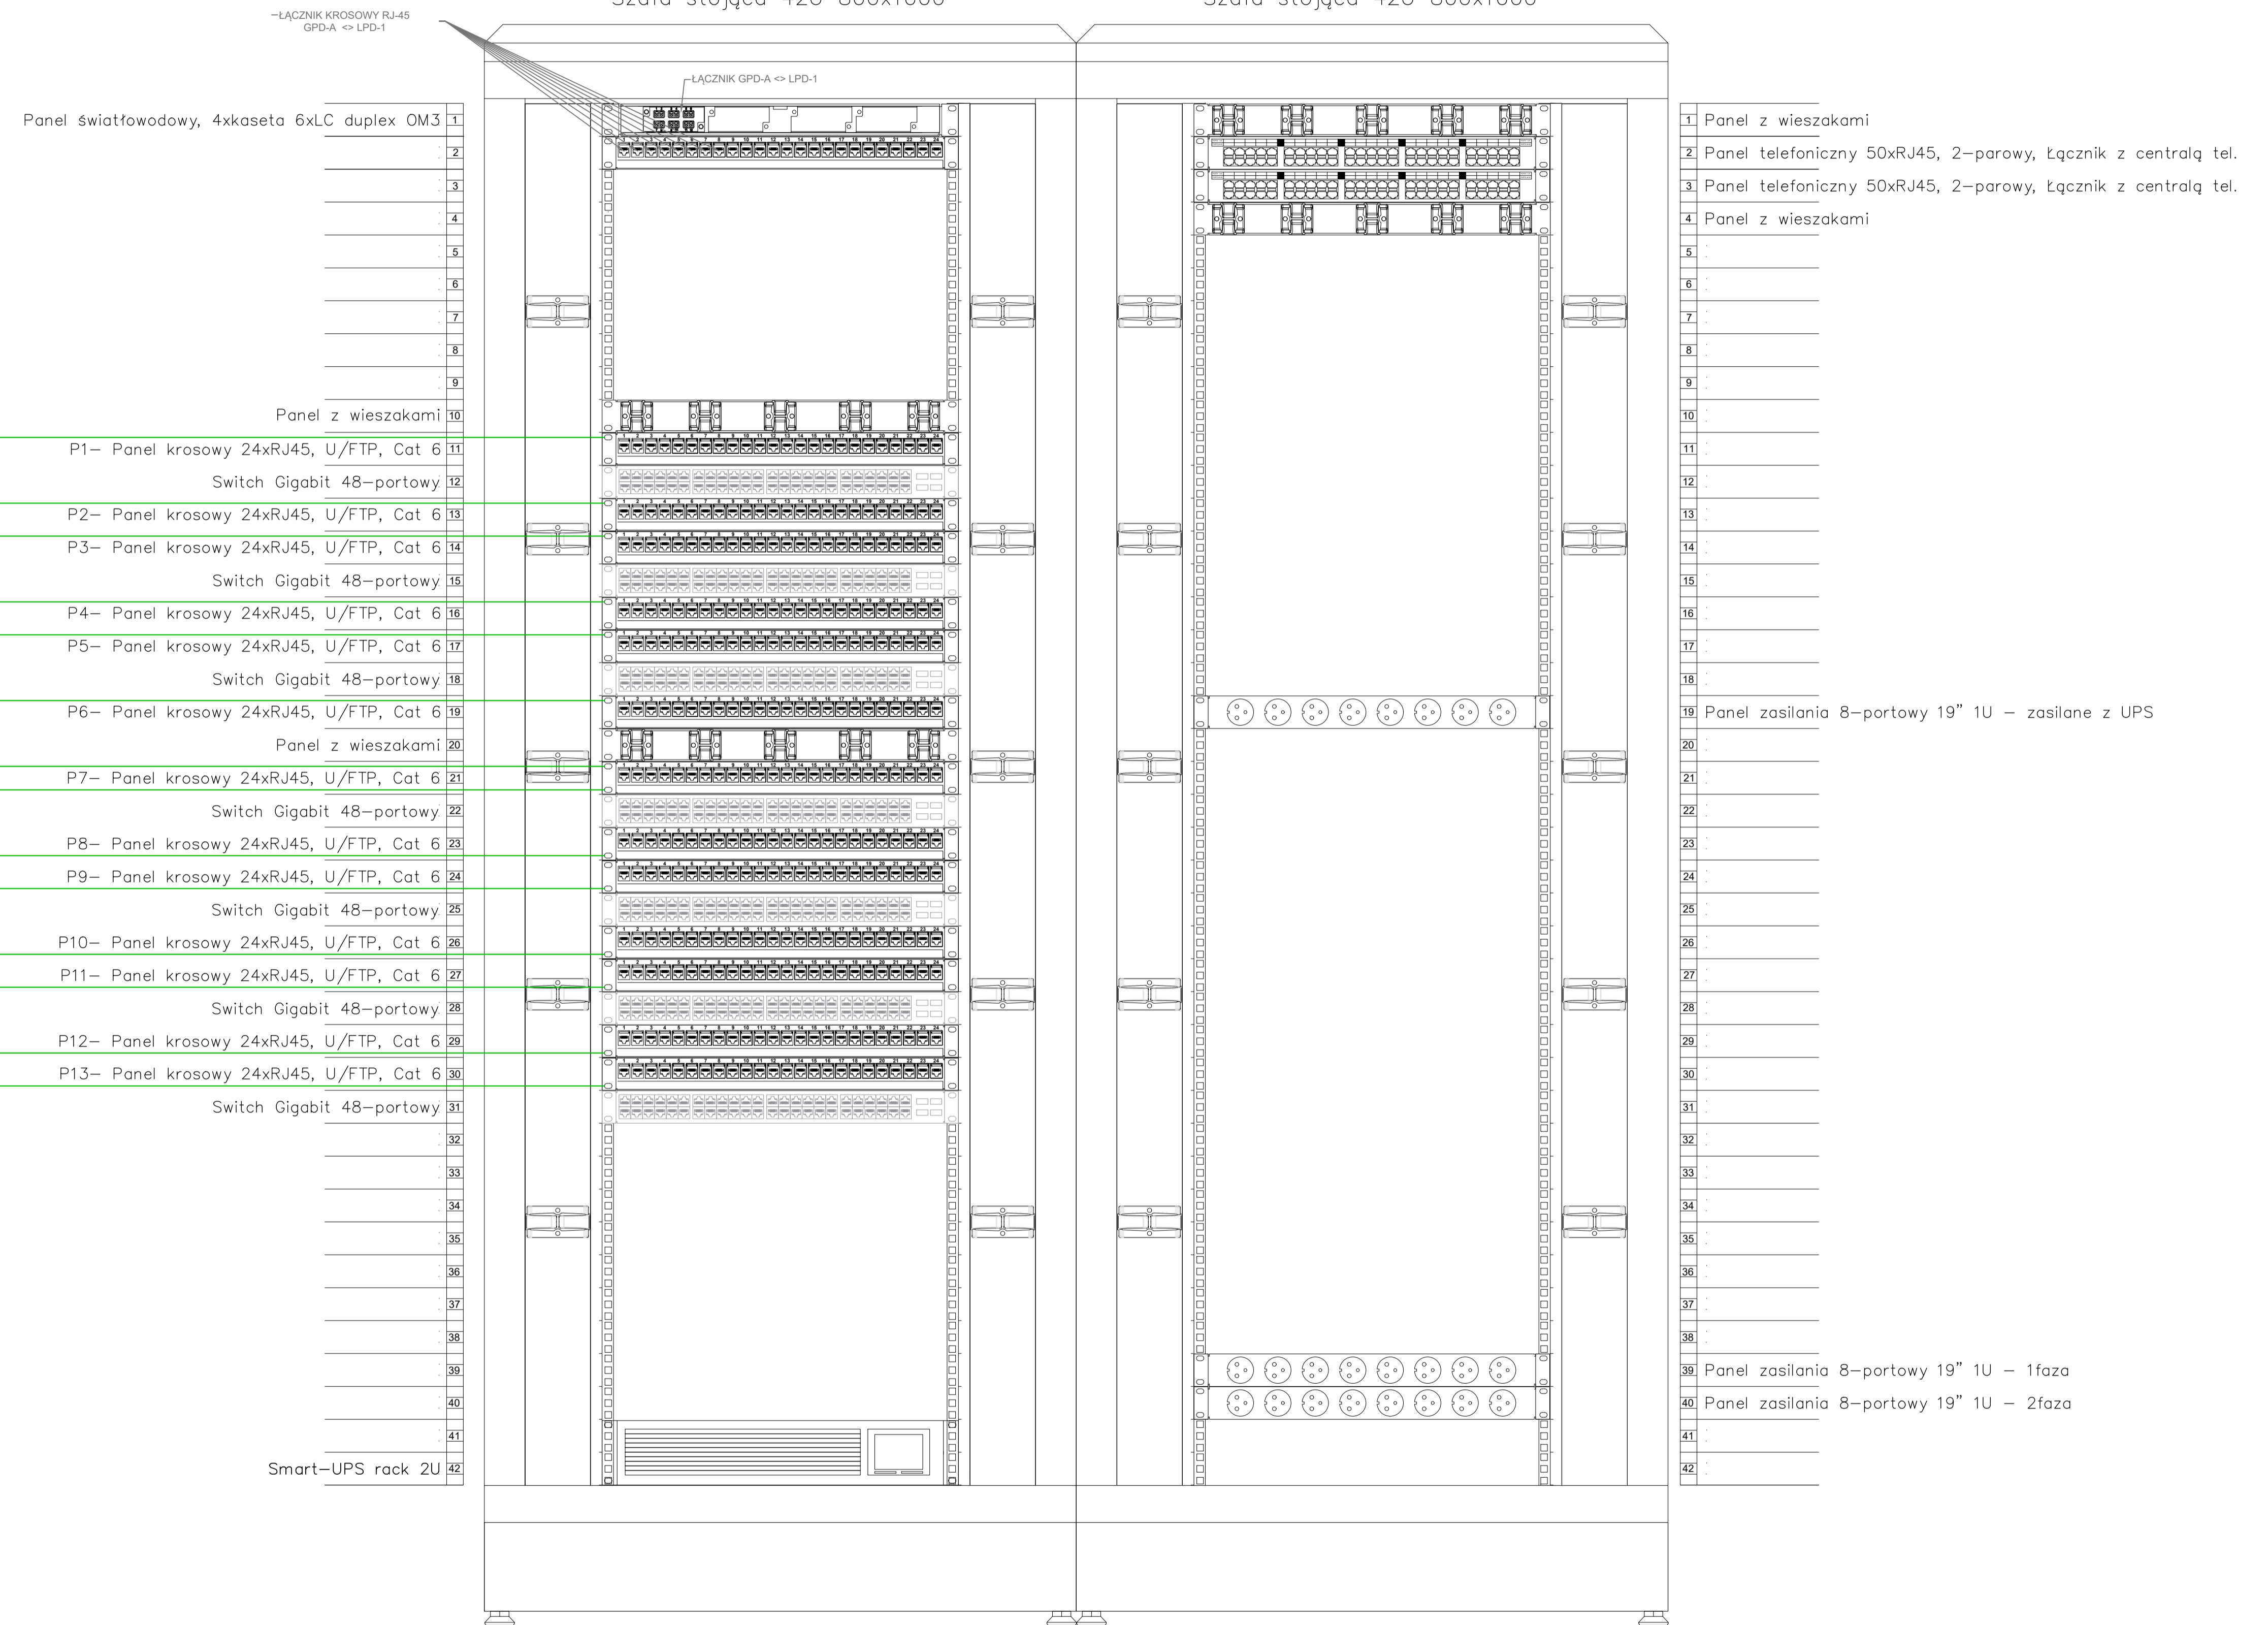 Szafa stojąca 42U 800x1000
Szafa stojąca 42U 800x1000
ŁĄCZNIK KROSOWY RJ-45
GPD-A <> LPD-1
ŁĄCZNIK GPD-A <> LPD-1
Panel światłowodowy, 4xkaseta 6xLC duplex OM3 1
2
3
4
5
6
7
8
9
Panel z wieszakami 10
P1– Panel krosowy 24xRJ45, U/FTP, Cat 6 11
Switch Gigabit 48–portowy 12
P2– Panel krosowy 24xRJ45, U/FTP, Cat 6 13
P3– Panel krosowy 24xRJ45, U/FTP, Cat 6 14
Switch Gigabit 48–portowy 15
P4– Panel krosowy 24xRJ45, U/FTP, Cat 6 16
P5– Panel krosowy 24xRJ45, U/FTP, Cat 6 17
Switch Gigabit 48–portowy 18
P6– Panel krosowy 24xRJ45, U/FTP, Cat 6 19
Panel z wieszakami 20
P7– Panel krosowy 24xRJ45, U/FTP, Cat 6 21
Switch Gigabit 48–portowy 22
P8– Panel krosowy 24xRJ45, U/FTP, Cat 6 23
P9– Panel krosowy 24xRJ45, U/FTP, Cat 6 24
Switch Gigabit 48–portowy 25
P10– Panel krosowy 24xRJ45, U/FTP, Cat 6 26
P11– Panel krosowy 24xRJ45, U/FTP, Cat 6 27
Switch Gigabit 48–portowy 28
P12– Panel krosowy 24xRJ45, U/FTP, Cat 6 29
P13– Panel krosowy 24xRJ45, U/FTP, Cat 6 30
Switch Gigabit 48–portowy 31
32
33
34
35
36
37
38
39
40
41
Smart–UPS rack 2U 42
1 Panel z wieszakami
2 Panel telefoniczny 50xRJ45, 2–parowy, Łącznik z centralą tel.
3 Panel telefoniczny 50xRJ45, 2–parowy, Łącznik z centralą tel.
4 Panel z wieszakami
5
6
7
8
9
10
11
12
13
14
15
16
17
18
19 Panel zasilania 8–portowy 19” 1U – zasilane z UPS
20
21
22
23
24
25
26
27
28
29
30
31
32
33
34
35
36
37
38
39 Panel zasilania 8–portowy 19” 1U – 1faza
40 Panel zasilania 8–portowy 19” 1U – 2faza
41
42